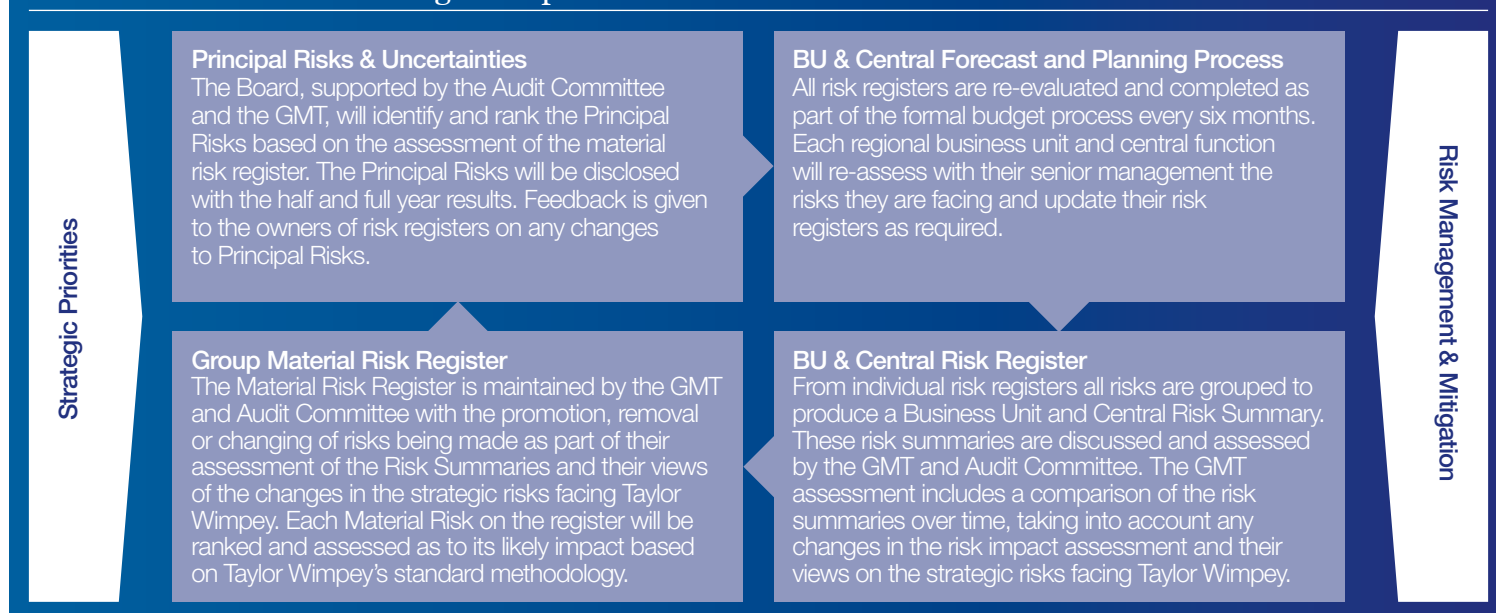 Strategic Priorities
Principal Risks & Uncertainties
The Board, supported by the Audit Committee
and the GMT, will identify and rank the Principal
Risks based on the assessment of the material
risk register. The Principal Risks will be disclosed
with the half and full year results. Feedback is given
to the owners of risk registers on any changes
to Principal Risks.
BU & Central Forecast and Planning Process
All risk registers are re-evaluated and completed as
part of the formal budget process every six months.
Each regional business unit and central function
will re-assess with their senior management the
risks they are facing and update their risk
registers as required.
Group Material Risk Register
The Material Risk Register is maintained by the GMT
and Audit Committee with the promotion, removal
or changing of risks being made as part of their
assessment of the Risk Summaries and their views
of the changes in the strategic risks facing Taylor
Wimpey. Each Material Risk on the register will be
ranked and assessed as to its likely impact based
on Taylor Wimpey's standard methodology.
BU & Central Risk Register
From individual risk registers all risks are grouped to
produce a Business Unit and Central Risk Summary.
These risk summaries are discussed and assessed
by the GMT and Audit Committee. The GMT
assessment includes a comparison of the risk
summaries over time, taking into account any
changes in the risk impact assessment and their
views on the strategic risks facing Taylor Wimpey.
Risk Management & Mitigation